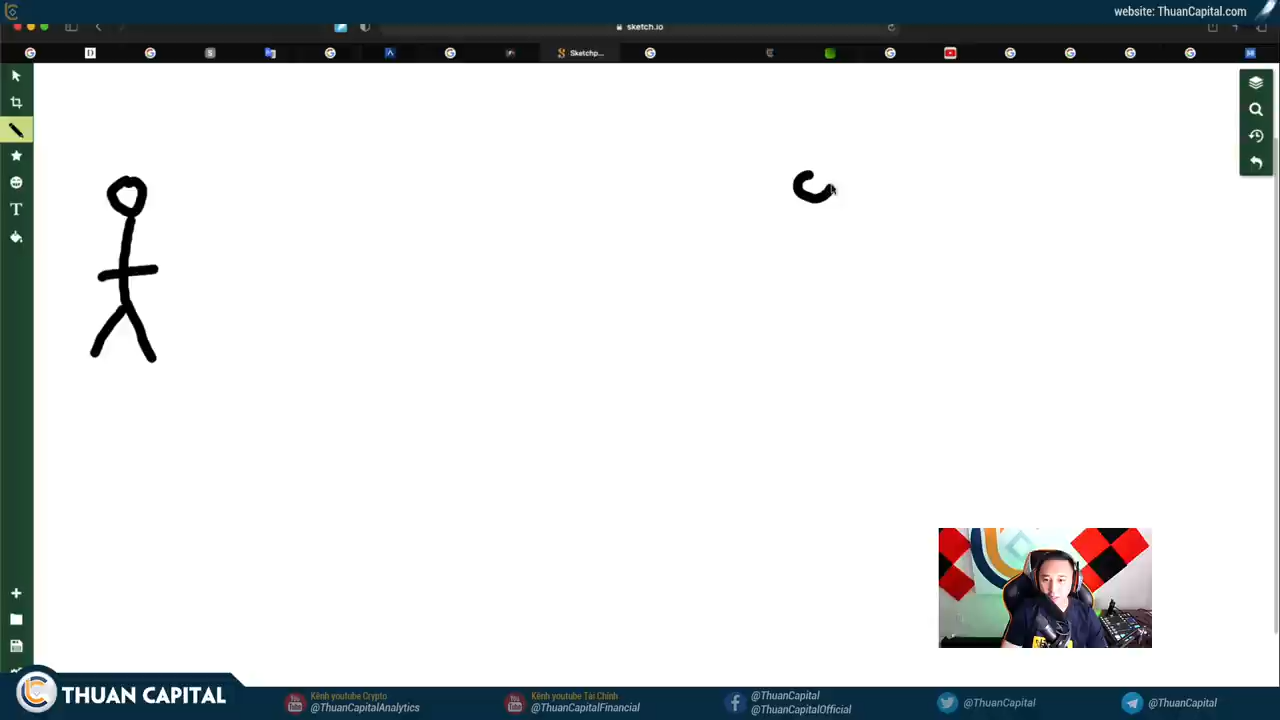 website: ThuanCapital.com
sketch.io
Sketchp...
T
THUAN CAPITAL
Kênh youtube Crypto
@ThuanCapitalAnalytics
Kênh youtube Tài Chính
@ThuanCapitalFinancial
@ThuanCapital
@ThuanCapitalOfficial
@ThuanCapital
@ThuanCapital